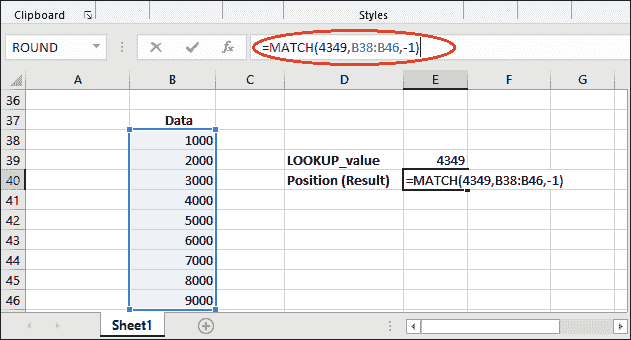 Clipboard Styles
ROUND fx =MATCH(4349,B38:B46,-1)
A B C D E F G
36
37 Data
38 1000
39 2000 LOOKUP_value 4349
40 3000 Position (Result) =MATCH(4349,B38:B46,-1)
41 4000
42 5000
43 6000
44 7000
45 8000
46 9000
Sheet1